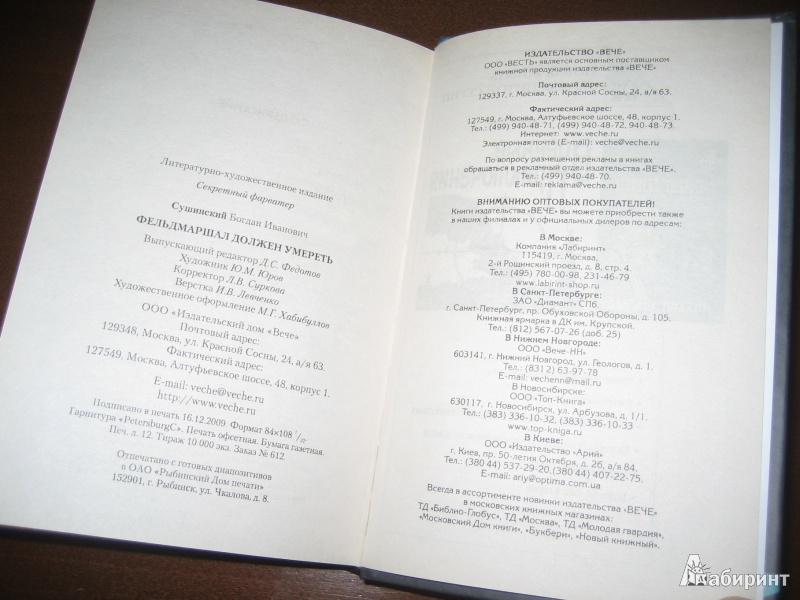 Литературно-художественное издание
Секретный фарватер
Сушинский Богдан Иванович
ФЕЛЬДМАРШАЛ ДОЛЖЕН УМЕРЕТЬ
Выпускающий редактор Д.С. Федотов
Художник Ю.М. Юров
Корректор Л.В. Суркова
Верстка И.В. Левченко
Художественное оформление М.Г. Хабибуллов
ООО «Издательский дом «Вече»
Почтовый адрес:
129348, Москва, ул. Красной Сосны, 24, а/я 63.
Фактический адрес:
127549, Москва, Алтуфьевское шоссе, 48, корпус 1.
E-mail: veche@veche.ru
http://www.veche.ru
Подписано в печать 16.12.2009. Формат 84×108 1/32.
Гарнитура «PetersburgC». Печать офсетная. Бумага газетная.
Печ. л. 12. Тираж 10 000 экз. Заказ № 612
Отпечатано с готовых диапозитивов
в ОАО «Рыбинский Дом печати»
152901, г. Рыбинск, ул. Чкалова, д. 8.
ИЗДАТЕЛЬСТВО «ВЕЧЕ»
ООО «ВЕСТЬ» является основным поставщиком
книжной продукции издательства «ВЕЧЕ»
Почтовый адрес:
129337, г. Москва, ул. Красной Сосны, 24, а/я 63.
Фактический адрес:
127549, г. Москва, Алтуфьевское шоссе, 48, корпус 1.
Тел.: (499) 940-48-71, (499) 940-48-72, 940-48-73.
Интернет: www.veche.ru
Электронная почта (E-mail): veche@veche.ru
По вопросу размещения рекламы в книгах
обращаться в рекламный отдел издательства «ВЕЧЕ».
Тел.: (499) 940-48-70.
E-mail: reklama@veche.ru
ВНИМАНИЮ ОПТОВЫХ ПОКУПАТЕЛЕЙ!
Книги издательства «ВЕЧЕ» вы можете приобрести также
в наших филиалах и у официальных дилеров по адресам:
В Москве:
Компания «Лабиринт»
115419, г. Москва,
2-й Рощинский проезд, д. 8, стр. 4.
Тел.: (495) 780-00-98, 231-46-79
www.labirint-shop.ru
В Санкт-Петербурге:
ЗАО «Диамант» СПб.
г. Санкт-Петербург, пр. Обуховской Обороны, д. 105.
Книжная ярмарка в ДК им. Крупской.
Тел.: (812) 567-07-26 (доб. 25)
В Нижнем Новгороде:
ООО «Вече-НН»
603141, г. Нижний Новгород, ул. Геологов, д. 1.
Тел.: (831 2) 63-97-78
E-mail: vechenn@mail.ru
В Новосибирске:
ООО «Топ-Книга»
630117, г. Новосибирск, ул. Арбузова, д. 1/1.
Тел.: (383) 336-10-32, (383) 336-10-33
www.top-kniga.ru
В Киеве:
ООО «Издательство «Арий»
г. Киев, пр. 50-летия Октября, д. 26, а/я 84.
Тел.: (380 44) 537-29-20, (380 44) 407-22-75.
E-mail: ariy@optima.com.ua
Всегда в ассортименте новинки издательства «ВЕЧЕ»
в московских книжных магазинах:
ТД «Библио-Глобус», ТД «Москва», ТД «Молодая гвардия»,
«Московский Дом книги», «Букбери», «Новый книжный».
Лабиринт